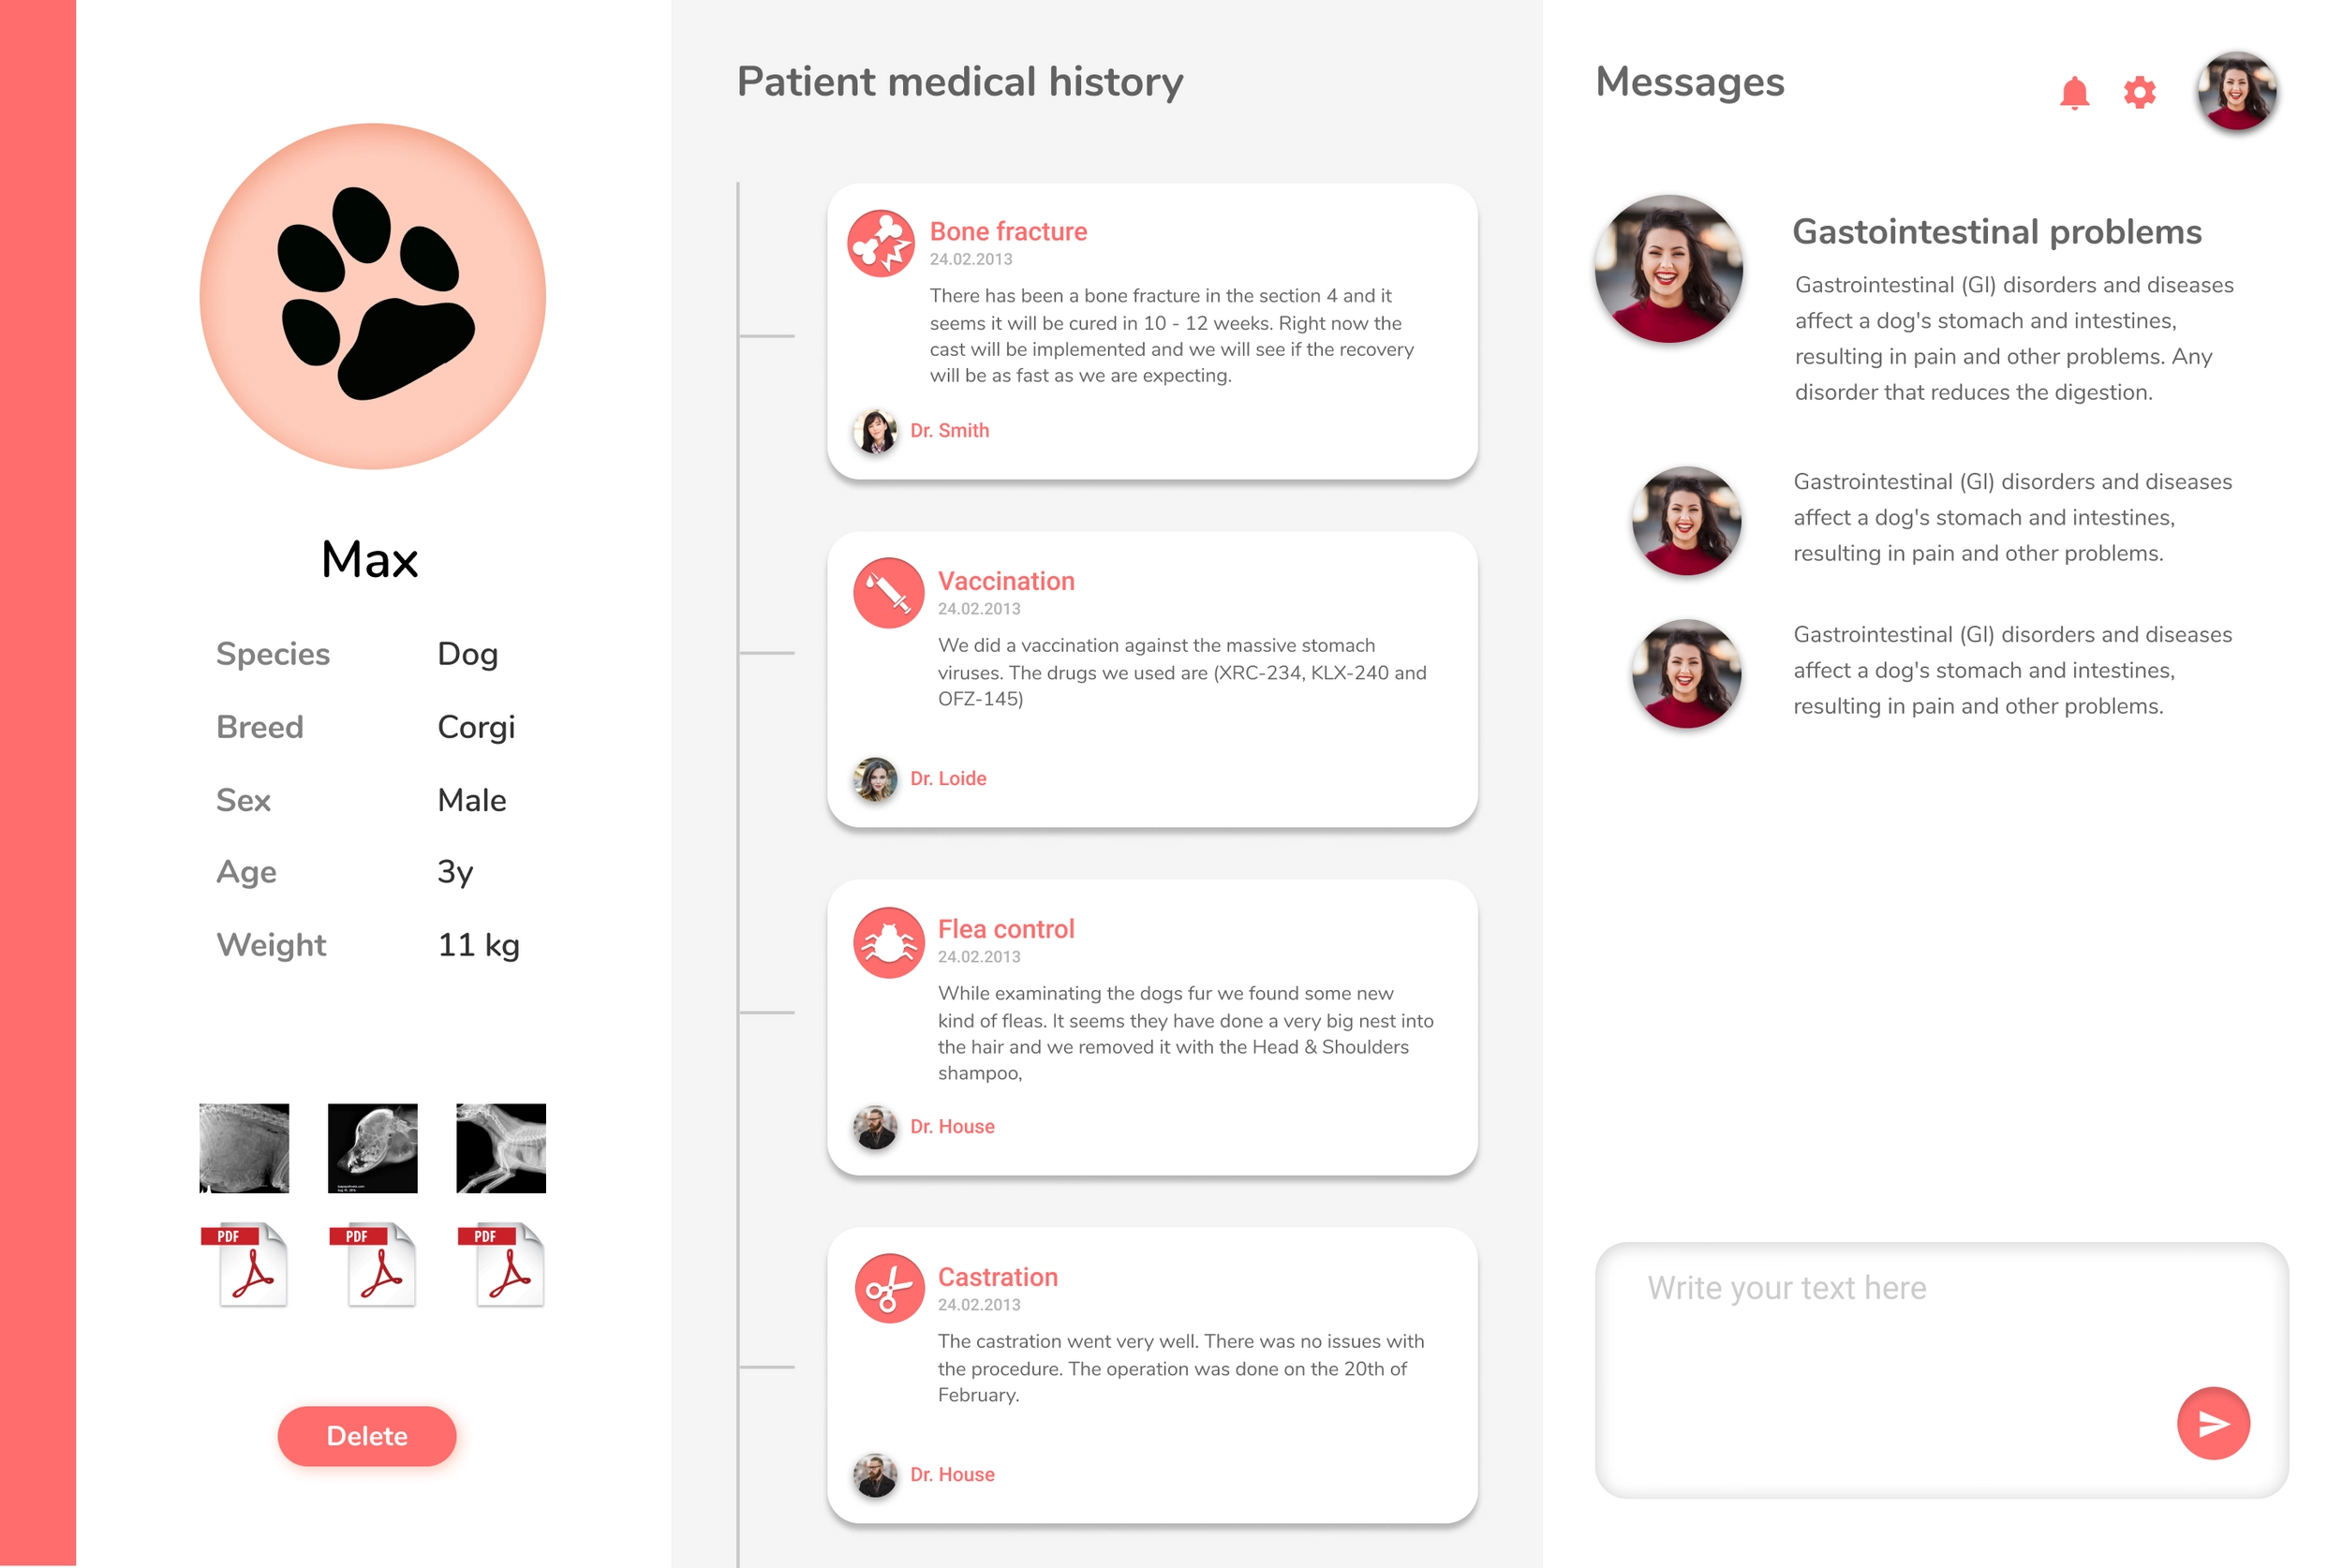 Max
Species Dog
Breed Corgi
Sex Male
Age 3y
Weight 11 kg
PDF PDF PDF
Delete
Patient medical history
Bone fracture
24.02.2013
There has been a bone fracture in the section 4 and it
seems it will be cured in 10 - 12 weeks. Right now the
cast will be implemented and we will see if the recovery
will be as fast as we are expecting.
Dr. Smith
Vaccination
24.02.2013
We did a vaccination against the massive stomach
viruses. The drugs we used are (XRC-234, KLX-240 and
OFZ-145)
Dr. Loide
Flea control
24.02.2013
While examinating the dogs fur we found some new
kind of fleas. It seems they have done a very big nest into
the hair and we removed it with the Head & Shoulders
shampoo,
Dr. House
Castration
24.02.2013
The castration went very well. There was no issues with
the procedure. The operation was done on the 20th of
February.
Dr. House
Messages
Gastointestinal problems
Gastrointestinal (GI) disorders and diseases
affect a dog's stomach and intestines,
resulting in pain and other problems. Any
disorder that reduces the digestion.
Gastrointestinal (GI) disorders and diseases
affect a dog's stomach and intestines,
resulting in pain and other problems.
Gastrointestinal (GI) disorders and diseases
affect a dog's stomach and intestines,
resulting in pain and other problems.
Write your text here